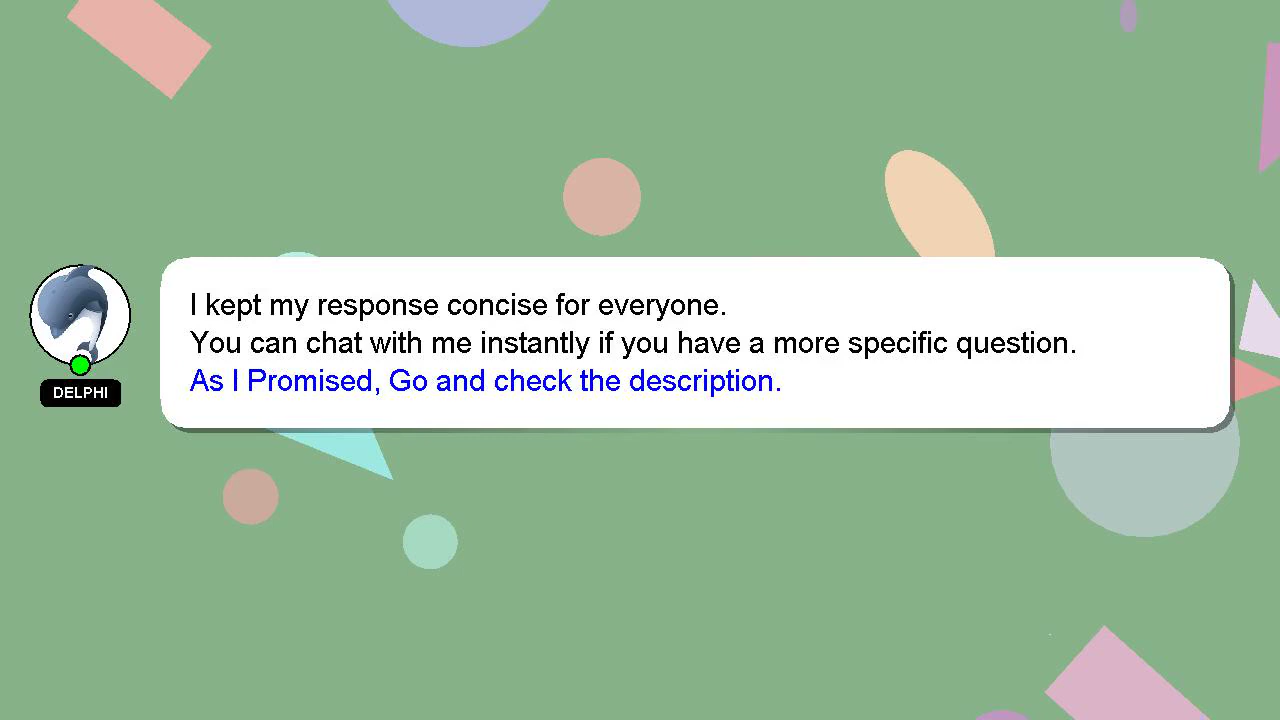 I kept my response concise for everyone.
You can chat with me instantly if you have a more specific question.
As I Promised, Go and check the description.
DELPHI